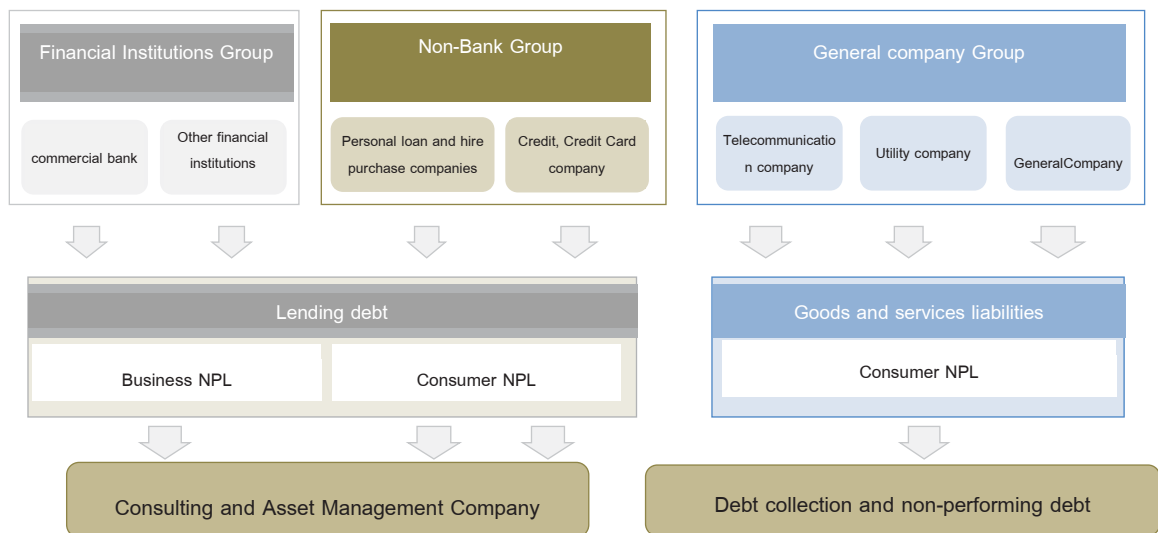 Financial Institutions Group
Non-Bank Group
General company Group
commercial bank
Other financial
institutions
Personal loan and hire
purchase companies
Credit, Credit Card
company
Telecommunicatio
n company
Utility company
GeneralCompany
Lending debt
Goods and services liabilities
Business NPL
Consumer NPL
Consumer NPL
Consulting and Asset Management Company
Debt collection and non-performing debt